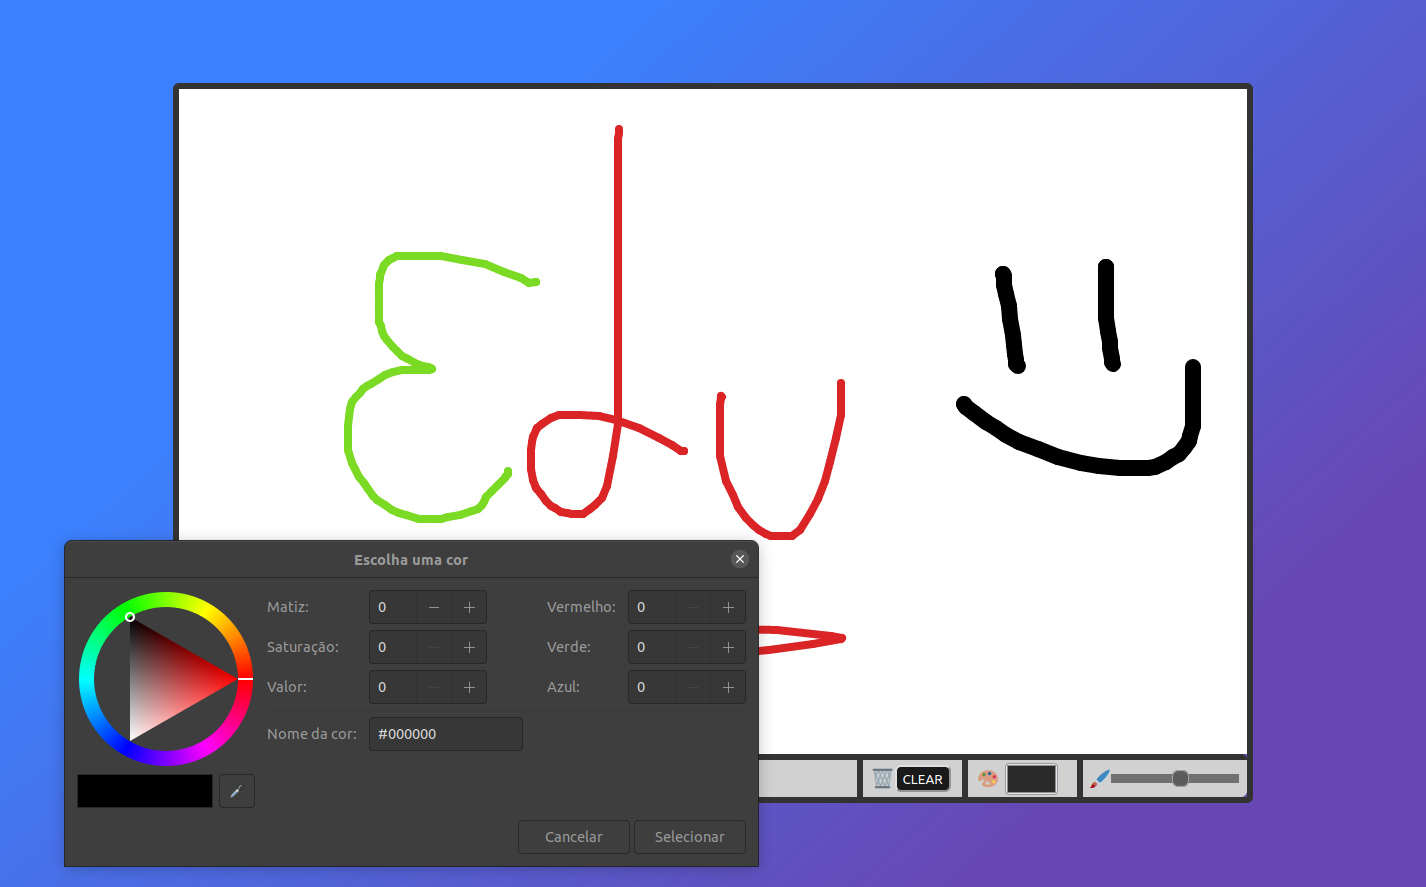 Edu
Escolha uma cor
Matiz: 0 Vermelho: 0
Saturação: 0 Verde: 0
Valor: 0 Azul: 0
Nome da cor: #000000
CLEAR
Cancelar Selecionar